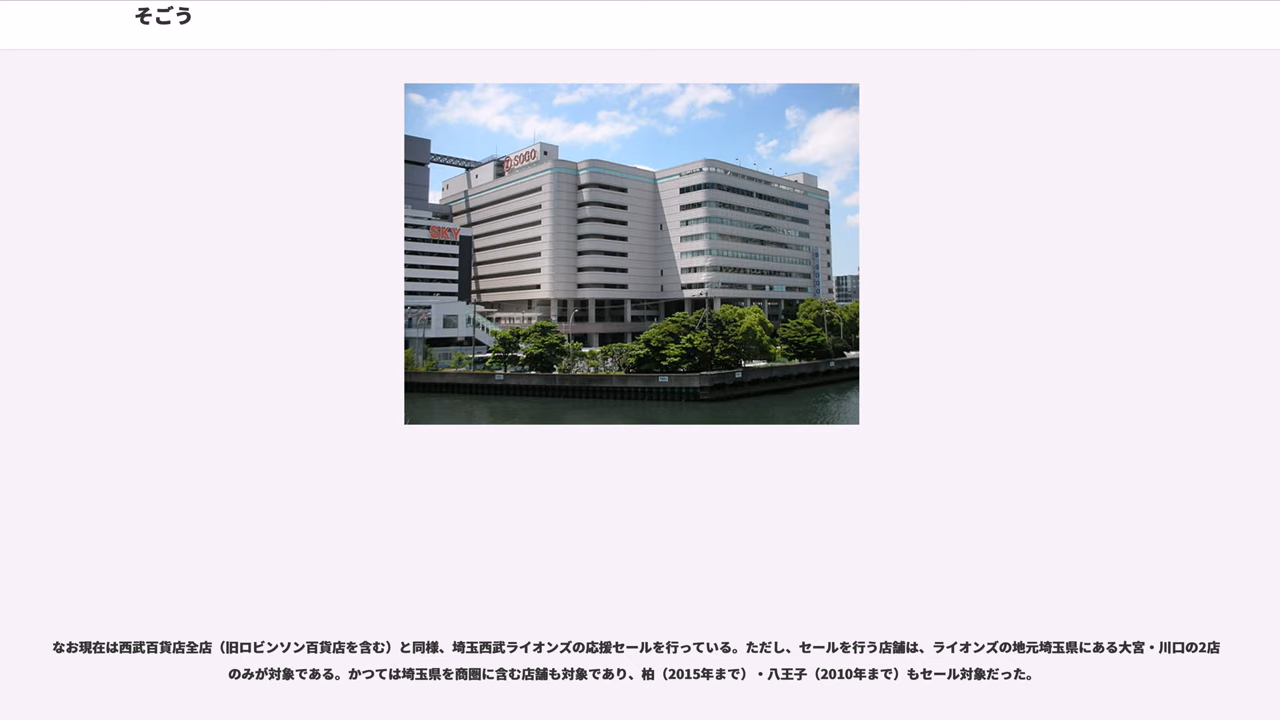 そごう
SOGO
SKY
なお現在は西武百貨店全店（旧ロビンソン百貨店を含む）と同様、埼玉西武ライオンズの応援セールを行っている。ただし、セールを行う店舗は、ライオンズの地元埼玉県にある大宮・川口の2店
のみが対象である。かつては埼玉県を商圏に含む店舗も対象であり、柏（2015年まで）・八王子（2010年まで）もセール対象だった。